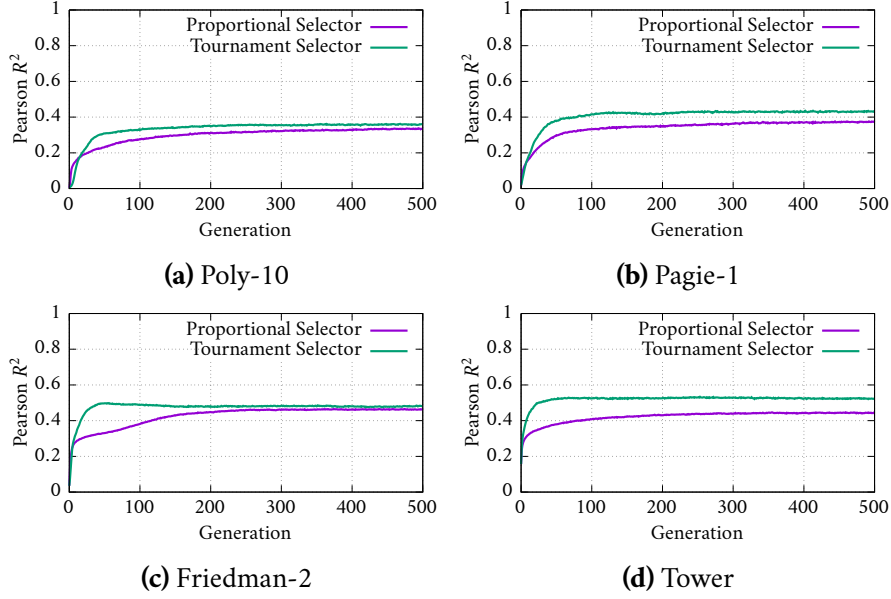 1
0.8
0.6
0.4
0.2
0
Pearson R²
Proportional Selector
Tournament Selector
0 100 200 300 400 500
Generation
(a) Poly-10
1
0.8
0.6
0.4
0.2
0
Pearson R²
Proportional Selector
Tournament Selector
0 100 200 300 400 500
Generation
(b) Pagie-1
1
0.8
0.6
0.4
0.2
0
Pearson R²
Proportional Selector
Tournament Selector
0 100 200 300 400 500
Generation
(c) Friedman-2
1
0.8
0.6
0.4
0.2
0
Pearson R²
Proportional Selector
Tournament Selector
0 100 200 300 400 500
Generation
(d) Tower